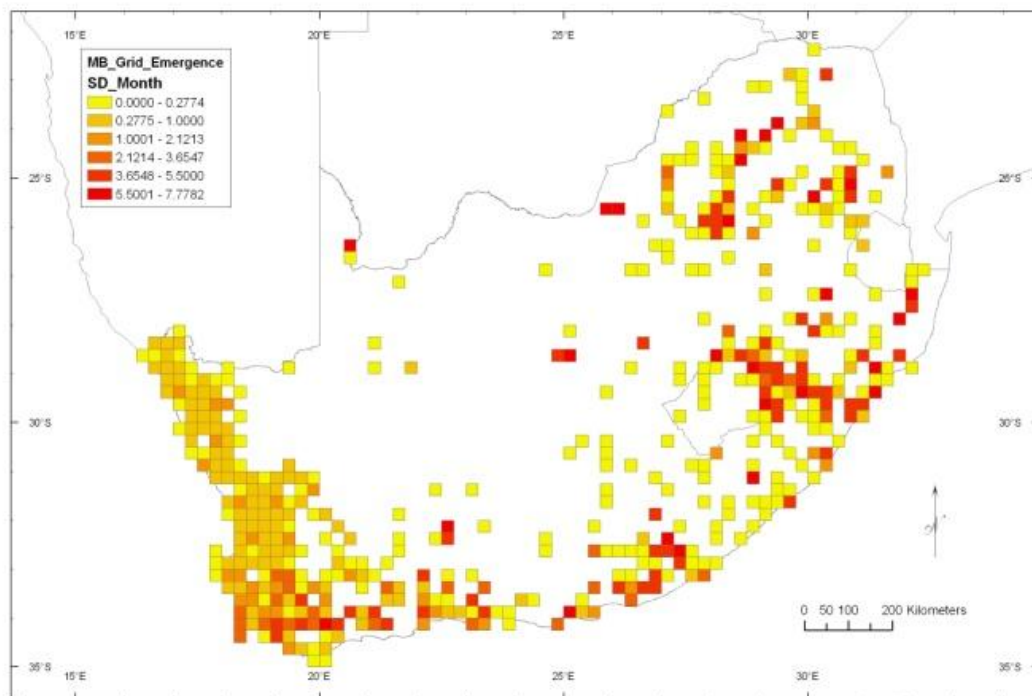 15°E 20°E 25°E 30°E
MB_Grid_Emergence
SD_Month
0.0000 - 0.2774
0.2775 - 1.0000
1.0001 - 2.1213
2.1214 - 3.6547
3.6548 - 5.5000
5.5001 - 7.7782
25°S 25°S
30°S 30°S
0 50 100 200 Kilometers
35°S 35°S
15°E 20°E 25°E 30°E